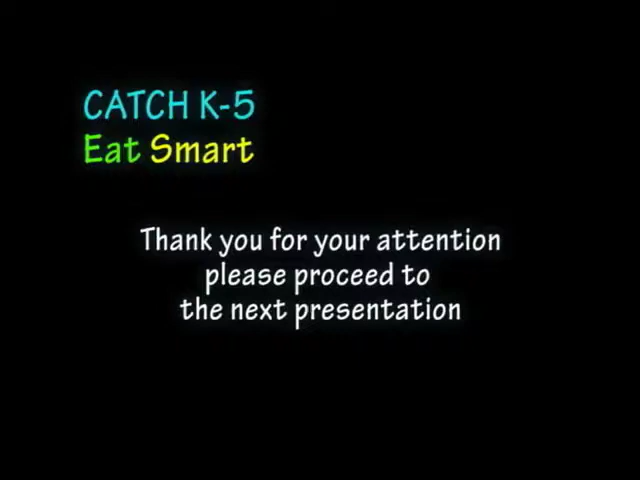 CATCH K-5
Eat Smart
Thank you for your attention
please proceed to
the next presentation